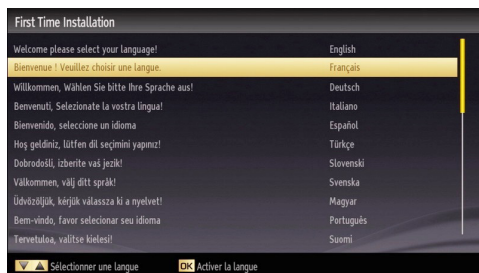 First Time Installation
Welcome please select your language! English
Bienvenue ! Veuillez choisir une langue. Français
Willkommen, Wählen Sie bitte Ihre Sprache aus! Deutsch
Benvenuti, Selezionate la vostra lingua! Italiano
Bienvenido, seleccione un idioma Español
Hoş geldiniz, lütfen dil seçimini yapınız! Türkçe
Dobrodošli, izberite vaš jezik! Slovenski
Välkommen, välj ditt språk! Svenska
Üdvözöljük, kérjük válassza ki a nyelvet! Magyar
Bem-vindo, favor selecionar seu idioma Português
Tervetuloa, valitse kielesi! Suomi
Sélectionner une langue OK Activer la langue